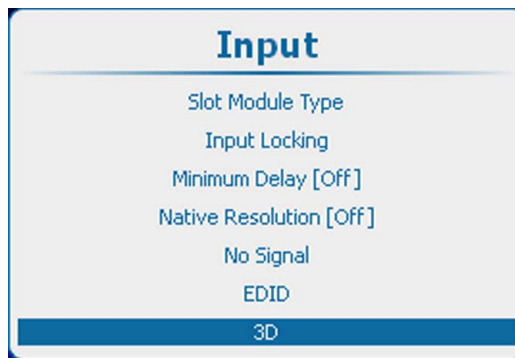 Input
Slot Module Type
Input Locking
Minimum Delay [Off]
Native Resolution [Off]
No Signal
EDID
3D